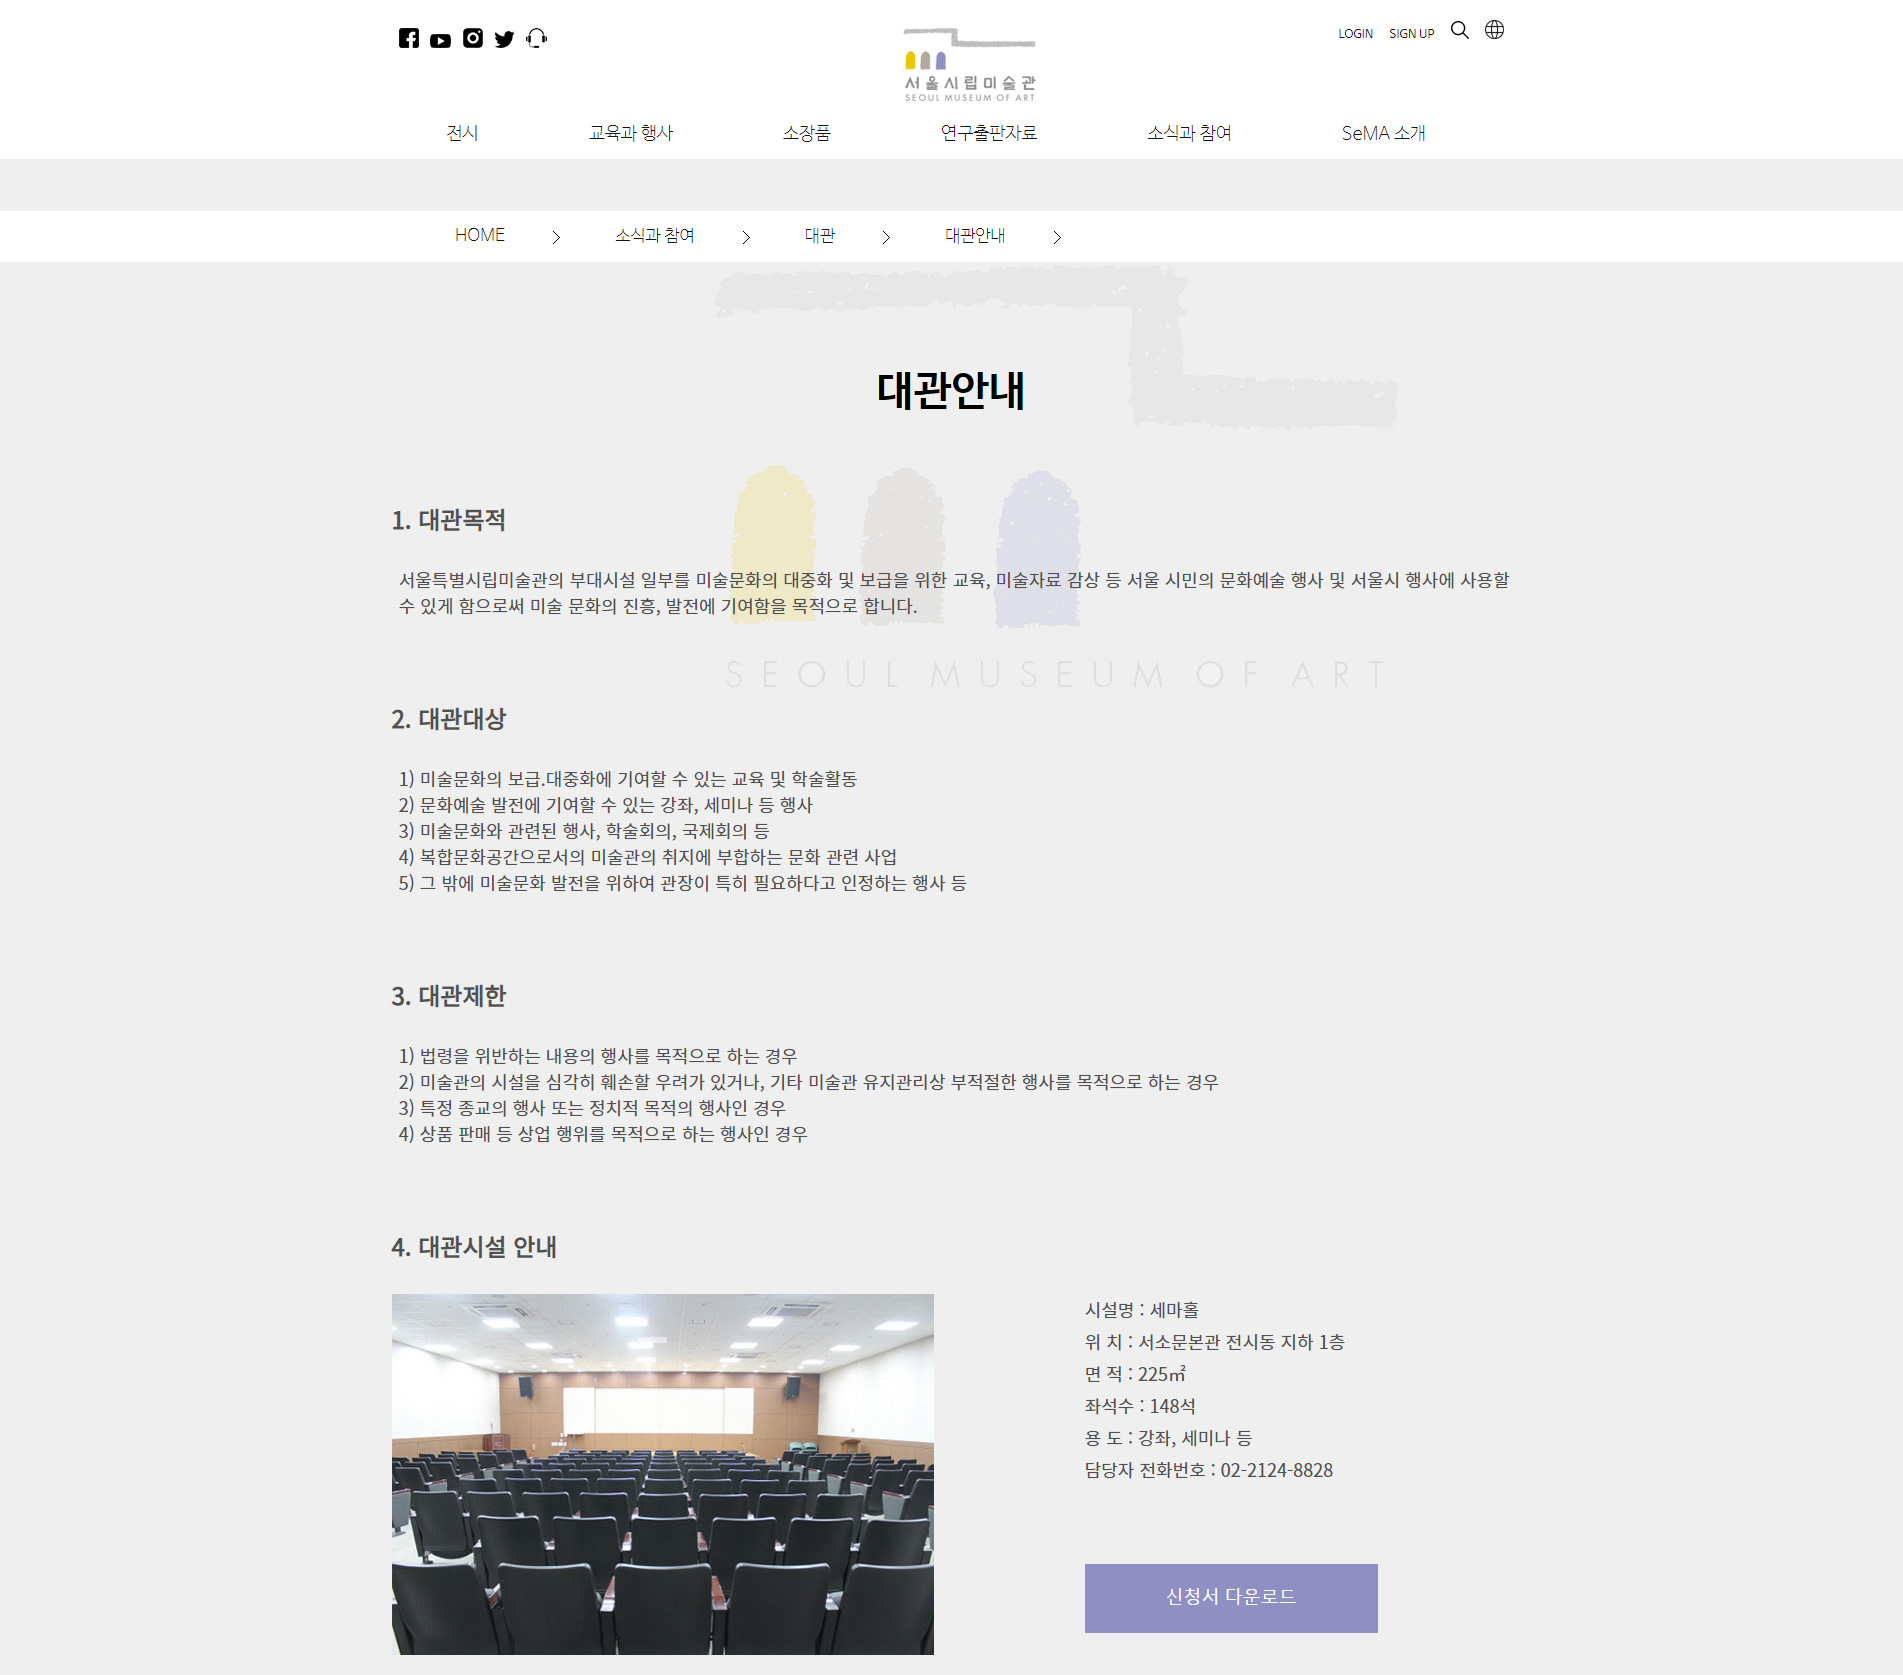 LOGIN SIGN UP
서울시립미술관
SEOUL MUSEUM OF ART
전시 교육과 행사 소장품 연구출판자료 소식과 참여 SeMA 소개
HOME 소식과 참여 대관 대관안내
대관안내
1. 대관목적
서울특별시립미술관의 부대시설 일부를 미술문화의 대중화 및 보급을 위한 교육, 미술자료 감상 등 서울 시민의 문화예술 행사 및 서울시 행사에 사용할
수 있게 함으로써 미술 문화의 진흥, 발전에 기여함을 목적으로 합니다.
SEOUL MUSEUM OF ART
2. 대관대상
1) 미술문화의 보급.대중화에 기여할 수 있는 교육 및 학술활동
2) 문화예술 발전에 기여할 수 있는 강좌, 세미나 등 행사
3) 미술문화와 관련된 행사, 학술회의, 국제회의 등
4) 복합문화공간으로서의 미술관의 취지에 부합하는 문화 관련 사업
5) 그 밖에 미술문화 발전을 위하여 관장이 특히 필요하다고 인정하는 행사 등
3. 대관제한
1) 법령을 위반하는 내용의 행사를 목적으로 하는 경우
2) 미술관의 시설을 심각히 훼손할 우려가 있거나, 기타 미술관 유지관리상 부적절한 행사를 목적으로 하는 경우
3) 특정 종교의 행사 또는 정치적 목적의 행사인 경우
4) 상품 판매 등 상업 행위를 목적으로 하는 행사인 경우
4. 대관시설 안내
시설명 : 세마홀
위 치 : 서소문본관 전시동 지하 1층
면 적 : 225㎡
좌석수 : 148석
용 도 : 강좌, 세미나 등
담당자 전화번호 : 02-2124-8828
신청서 다운로드